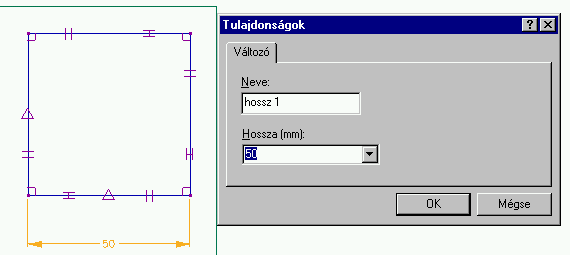 Tulajdonságok
Változó
Neve:
hossz 1
Hossza (mm):
50
OK
Mégse
50